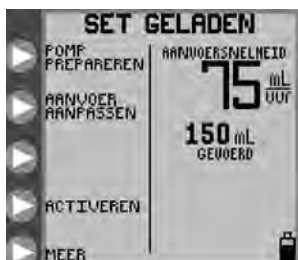 SET GELADEN
POMP
PREPAREREN
AANVOER
AANPASSEN
ACTIVEREN
MEER
AANVOERSNELHEID
75 mL
UUR
150 mL
GEVOERD